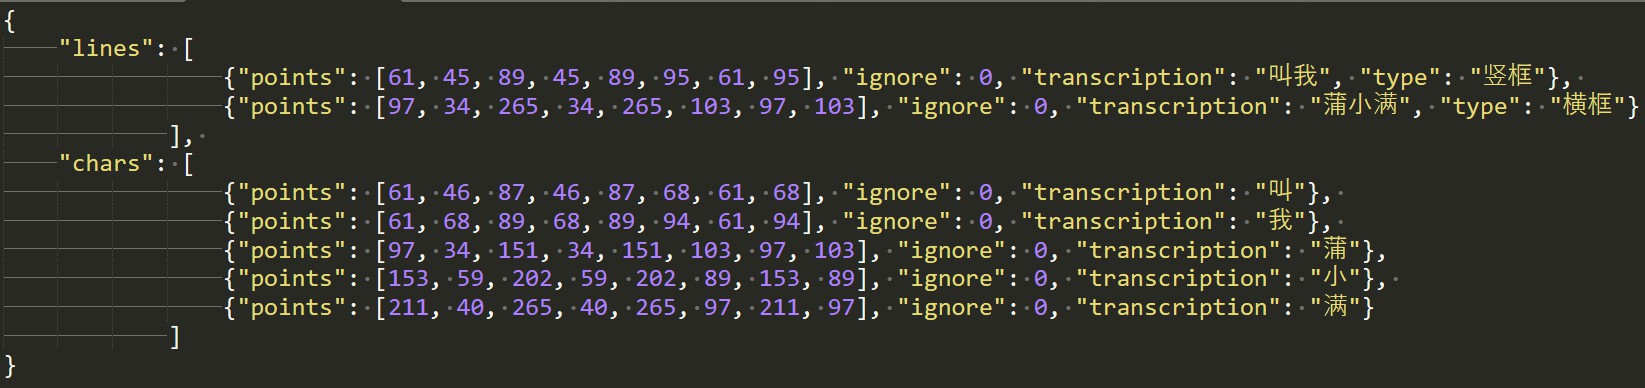 {
"lines": [
{"points": [61, 45, 89, 45, 89, 95, 61, 95], "ignore": 0, "transcription": "叫我", "type": "竖框"},
{"points": [97, 34, 265, 34, 265, 103, 97, 103], "ignore": 0, "transcription": "蒲小满", "type": "横框"}
],
"chars": [
{"points": [61, 46, 87, 46, 87, 68, 61, 68], "ignore": 0, "transcription": "叫"},
{"points": [61, 68, 89, 68, 89, 94, 61, 94], "ignore": 0, "transcription": "我"},
{"points": [97, 34, 151, 34, 151, 103, 97, 103], "ignore": 0, "transcription": "蒲"},
{"points": [153, 59, 202, 59, 202, 89, 153, 89], "ignore": 0, "transcription": "小"},
{"points": [211, 40, 265, 40, 265, 97, 211, 97], "ignore": 0, "transcription": "满"}
]
}